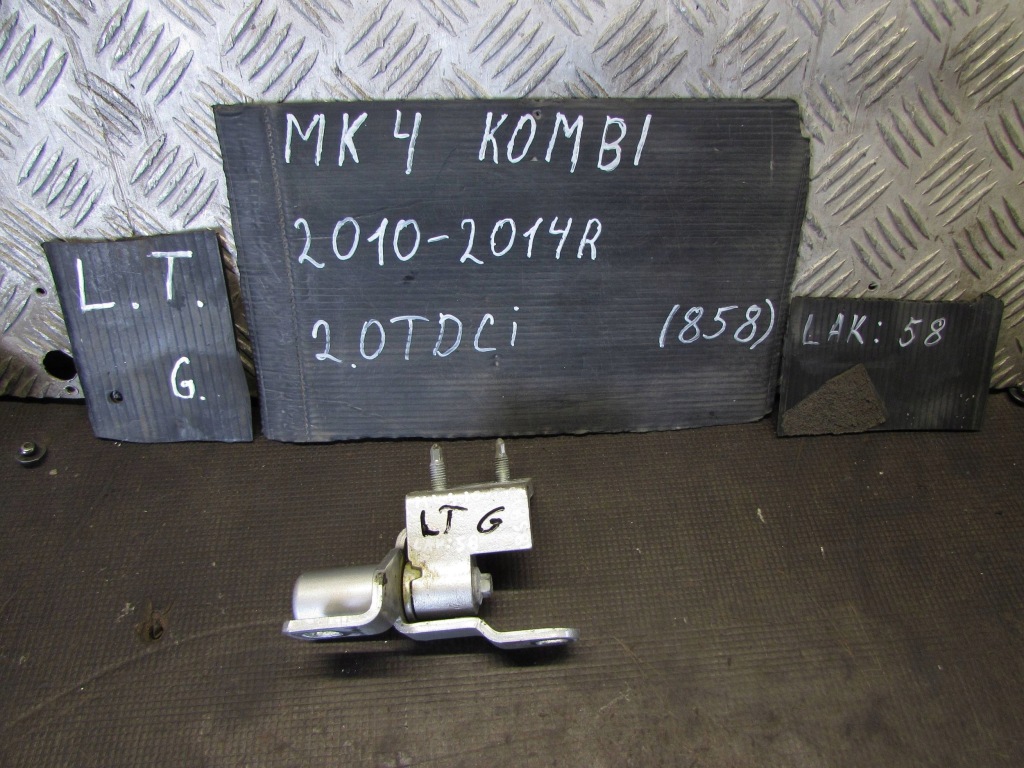 MK 4 KOMBI
2010-2014R
2.0TDCi (858)
L. T.
G.
LAK: 58
LT G